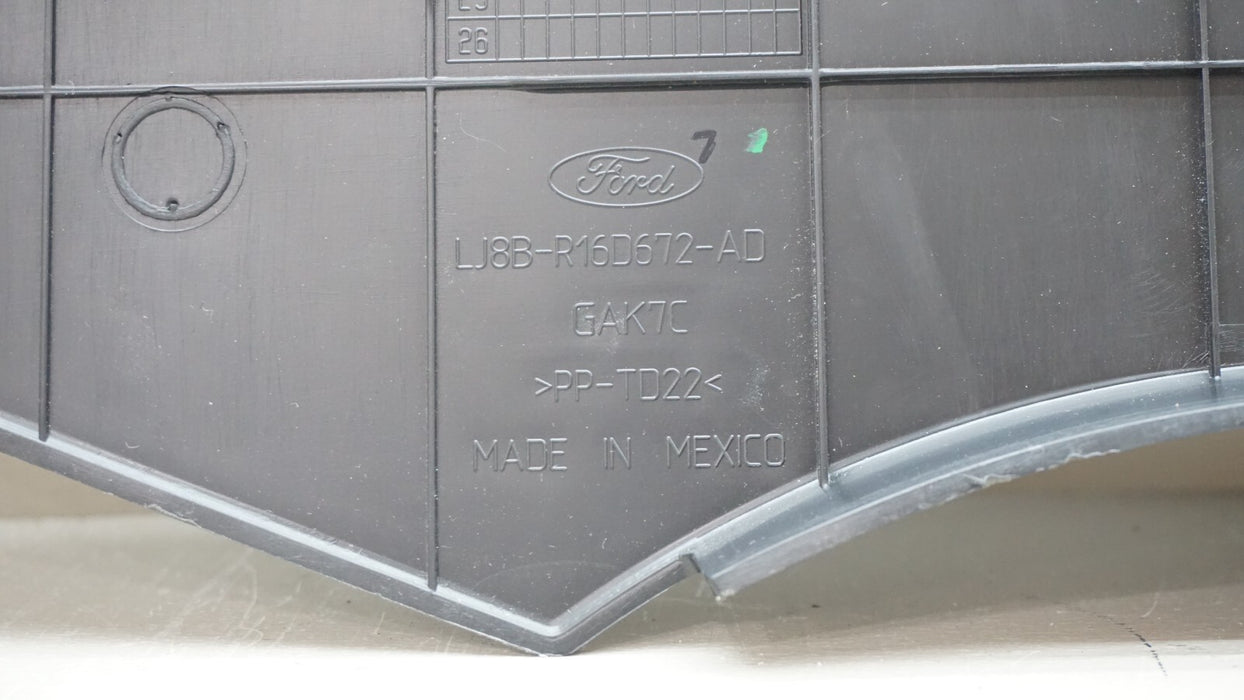 26
7
Ford
LJ8B-R16D672-AD
GAK7C
>PP-TD22<
MADE IN MEXICO